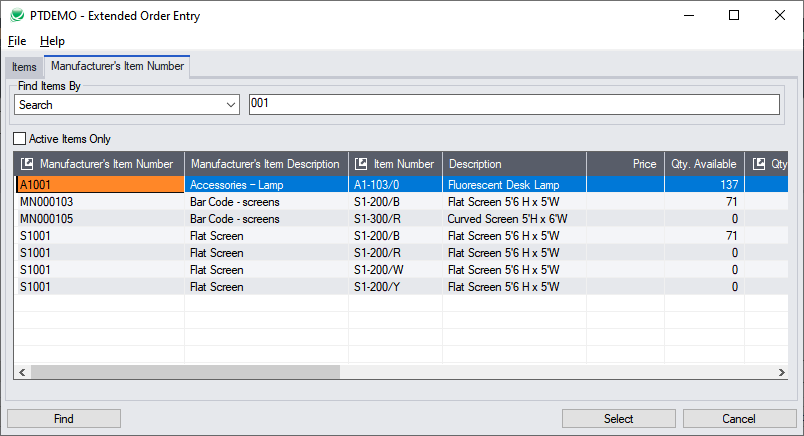 PTDEMO - Extended Order Entry
File Help
Items Manufacturer's Item Number
Find Items By
Search 001
Active Items Only
Manufacturer's Item Number Manufacturer's Item Description Item Number Description Price Qty. Available Qty
A1001 Accessories - Lamp A1-103/0 Fluorescent Desk Lamp 137
MN000103 Bar Code - screens S1-200/B Flat Screen 5'6 H x 5'W 71
MN000105 Bar Code - screens S1-300/R Curved Screen 5'H x 6'W 0
S1001 Flat Screen S1-200/B Flat Screen 5'6 H x 5'W 71
S1001 Flat Screen S1-200/R Flat Screen 5'6 H x 5'W 0
S1001 Flat Screen S1-200/W Flat Screen 5'6 H x 5'W 0
S1001 Flat Screen S1-200/Y Flat Screen 5'6 H x 5'W 0
Find Select Cancel